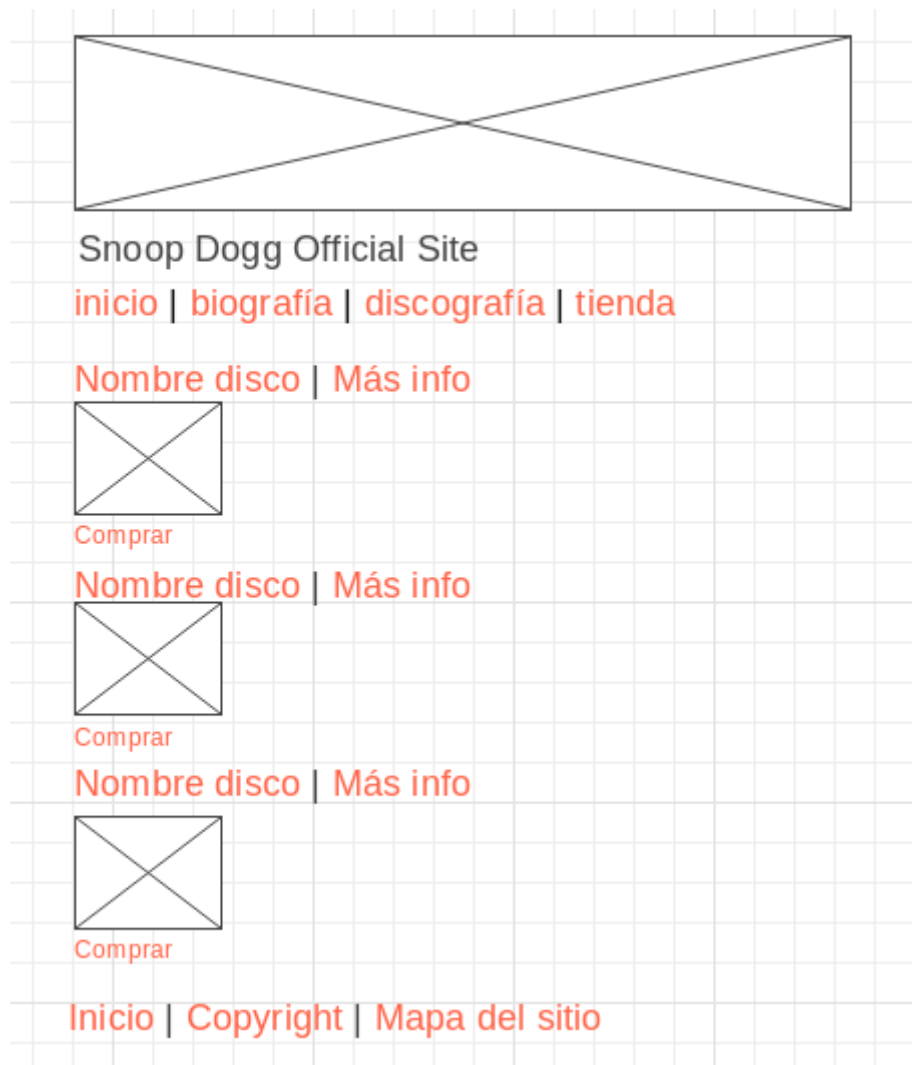 Snoop Dogg Official Site
inicio | biografía | discografía | tienda
Nombre disco | Más info
Comprar
Nombre disco | Más info
Comprar
Nombre disco | Más info
Comprar
Inicio | Copyright | Mapa del sitio